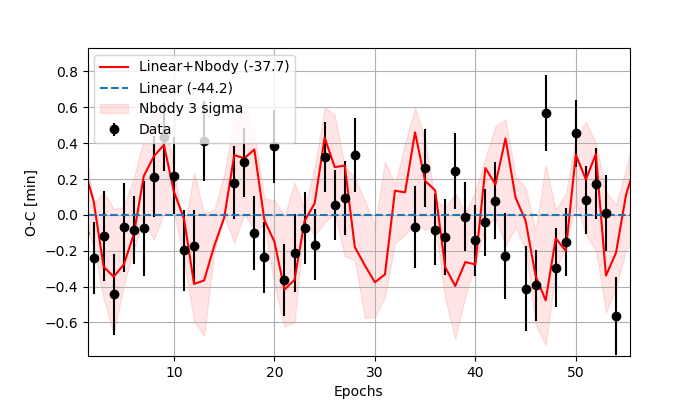 Linear+Nbody (-37.7)
Linear (-44.2)
Nbody 3 sigma
Data
0.8
0.6
0.4
0.2
0.0
−0.2
−0.4
−0.6
O-C [min]
10 20 30 40 50
Epochs